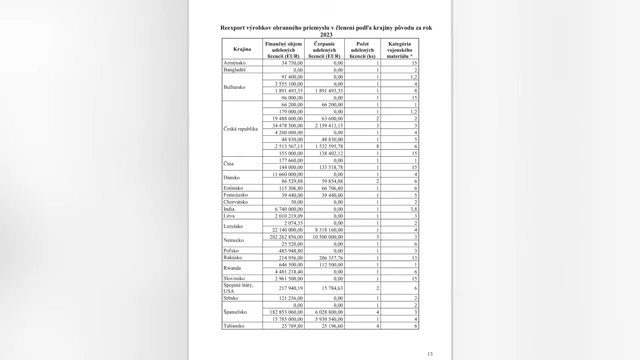 Reexport výrobkov obranného priemyslu v členení podľa krajiny pôvodu za rok
2023
Krajina Finančný objem udelených licencií (EUR) Čerpanie udelených licencií (EUR) Počet udelených licencií (ks) Kategória vojenského materiálu *
Arménsko 34 750,00 0,00 1 15
Bangladéš 0,00 0,00 1 2
Bulharsko 91 400,00 0,00 1 1,2
3 555 100,00 0,00 1 4
1 891 493,35 1 891 493,35 1 8
96 000,00 0,00 1 15
Česká republika 66 200,00 66 200,00 1 1
179 000,00 0,00 1 1,2
19 488 600,00 63 600,00 2 2
34 478 500,00 2 159 413,15 3 3
4 200 000,00 0,00 1 4
48 830,00 48 830,00 1 5
2 513 567,15 1 532 595,78 8 6
155 000,00 138 402,12 1 15
Čína 177 660,00 0,00 1 1
144 000,00 133 518,78 1 15
Dánsko 11 660 000,00 0,00 1 4
86 529,88 59 854,88 2 6
Estónsko 115 306,80 66 706,80 1 6
Francúzsko 39 440,00 39 440,00 1 5
Chorvátsko 50,00 0,00 1 2
India 6 740 000,00 0,00 1 3,8
Litva 2 010 219,09 0,00 1 3
Lotyšsko 2 074,35 0,00 1 2
22 140 000,00 8 318 160,00 1 4
Nemecko 202 262 856,00 10 500 000,00 3 3
25 520,00 0,00 1 6
Poľsko 485 948,80 0,00 1 3
Rakúsko 214 956,00 206 357,76 1 13
Rwanda 646 500,00 112 500,00 1 1
4 481 218,40 0,00 1 6
Slovinsko 2 961 500,00 0,00 1 15
Spojené štáty, USA 217 940,19 15 784,63 2 6
Srbsko 121 256,00 0,00 1 2
Španielsko 0,00 0,00 1 2
182 853 060,00 6 028 800,00 4 3
15 795 000,00 5 930 540,00 1 4
Taliansko 25 769,80 25 196,60 4 6
13